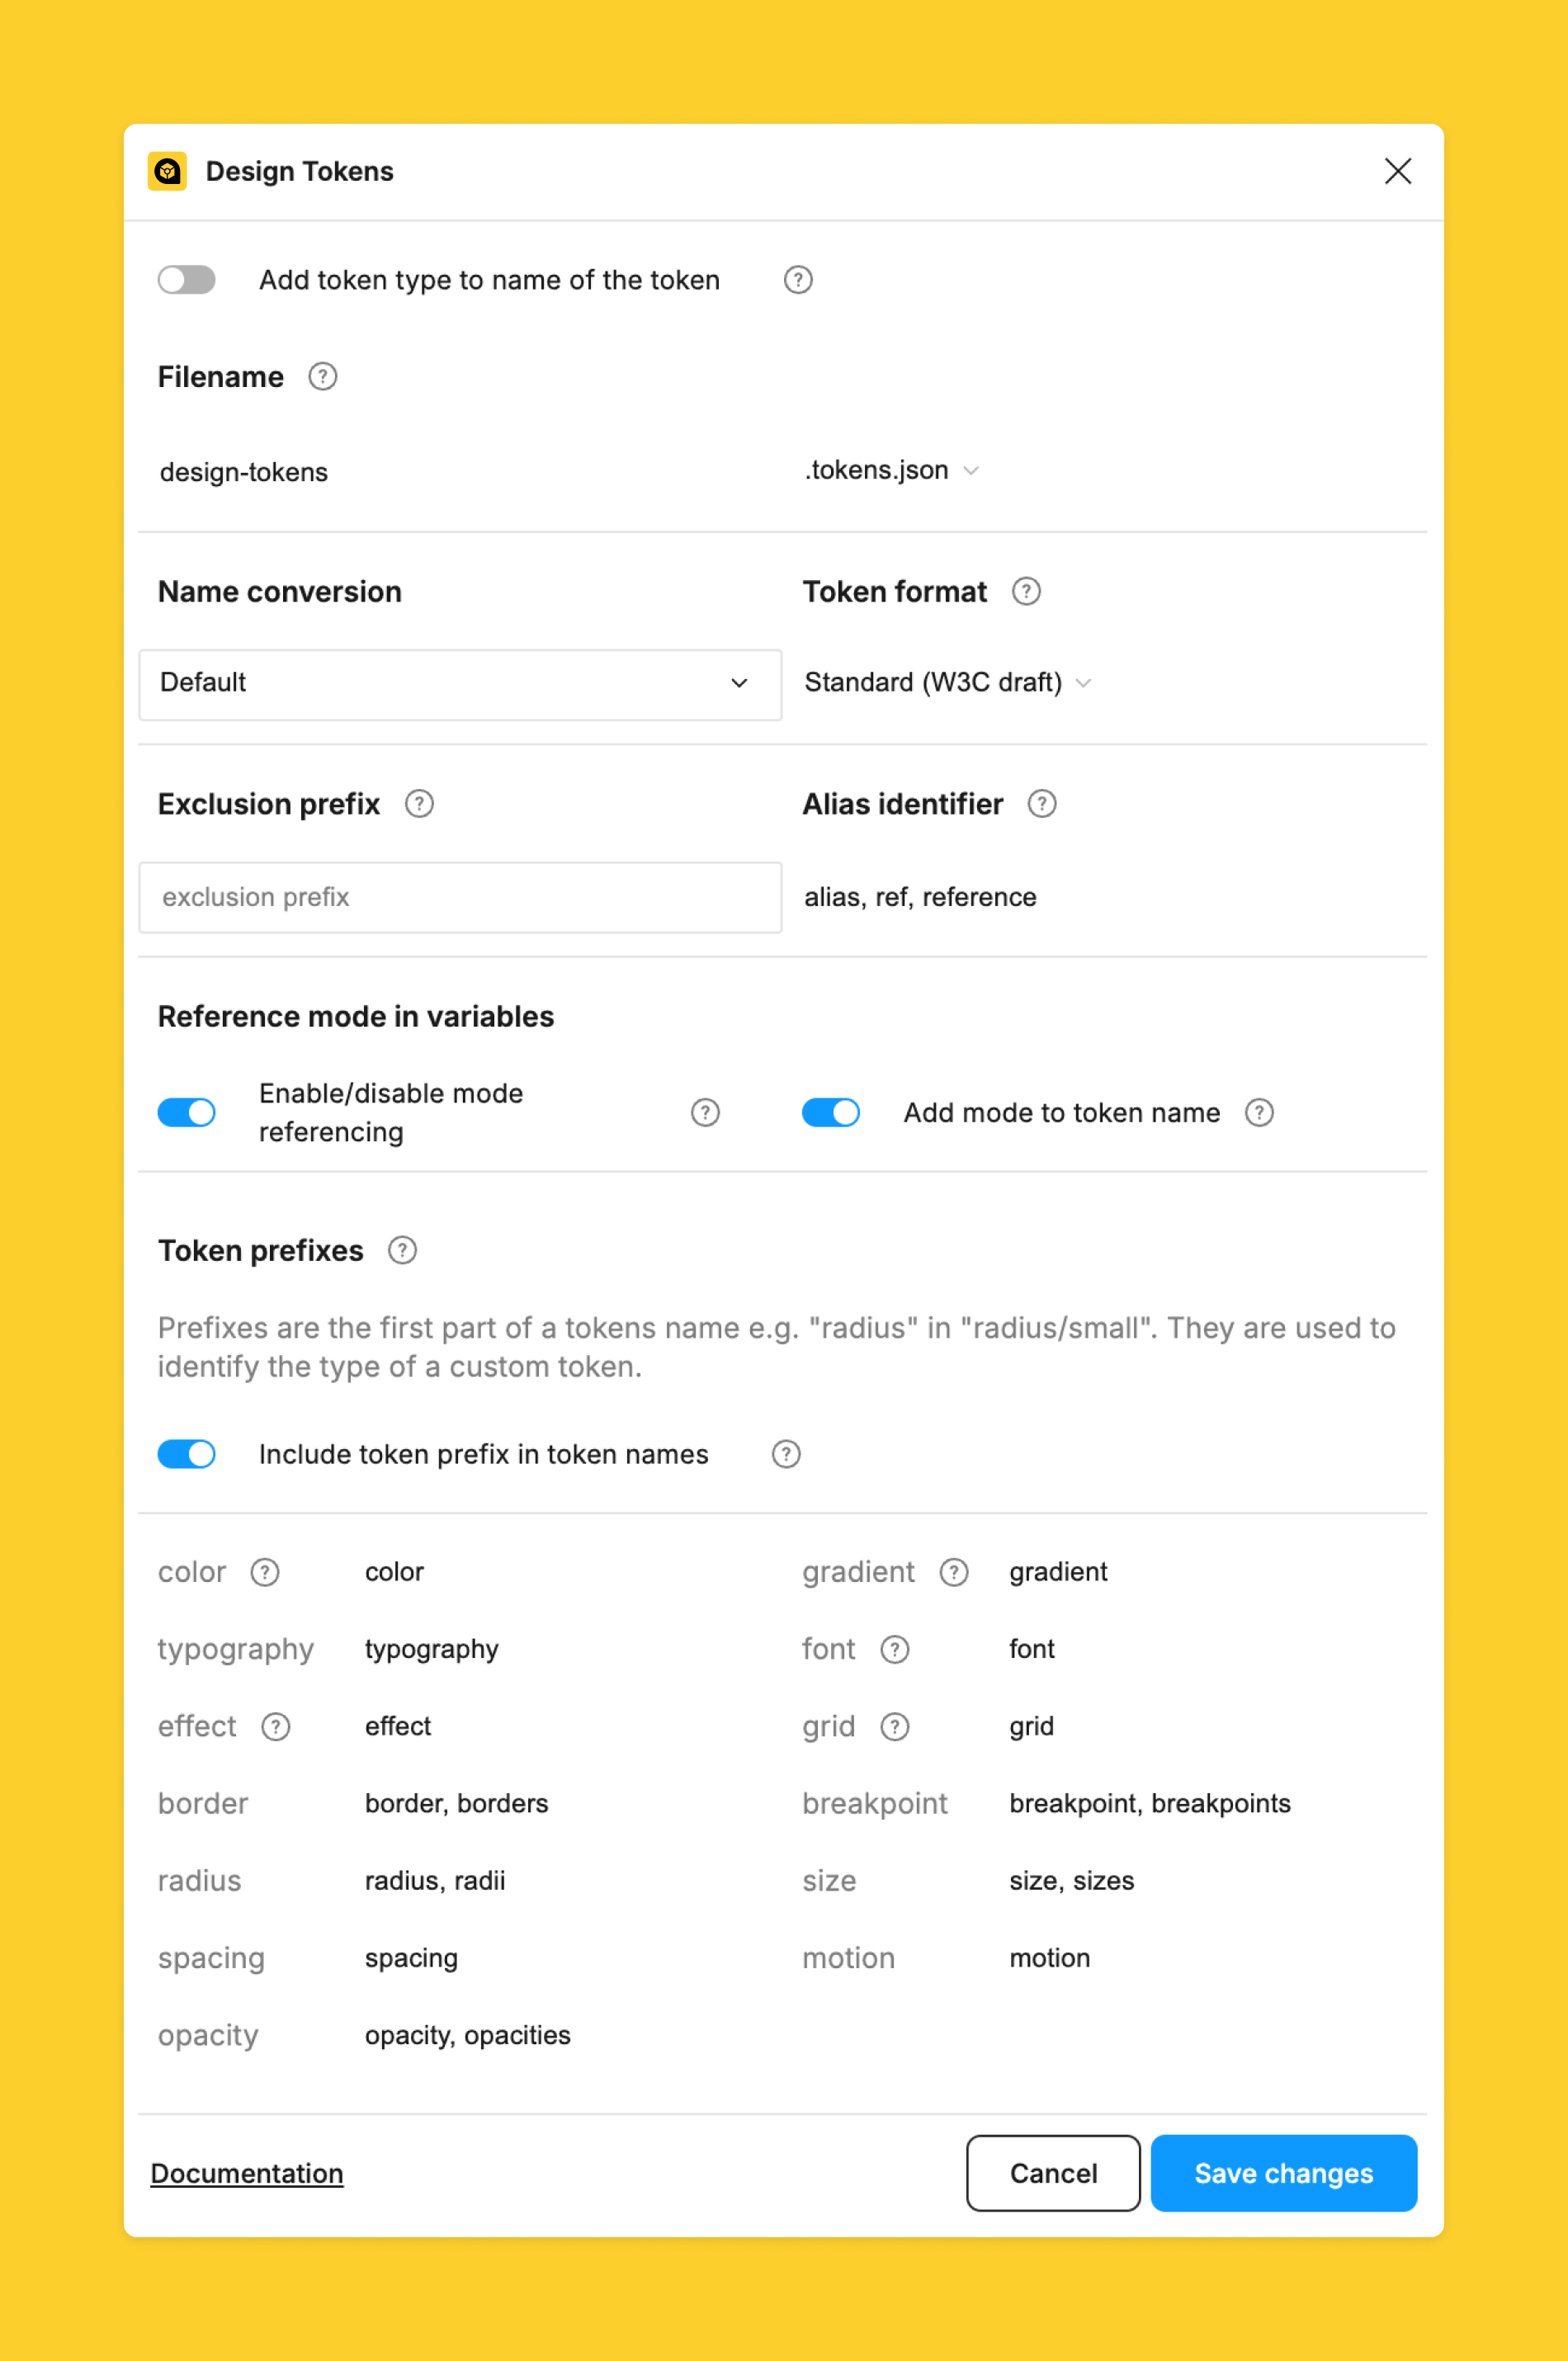 Design Tokens
Add token type to name of the token
Filename
design-tokens
.tokens.json
Name conversion
Token format
Default
Standard (W3C draft)
Exclusion prefix
Alias identifier
exclusion prefix
alias, ref, reference
Reference mode in variables
Enable/disable mode
referencing
Add mode to token name
Token prefixes
Prefixes are the first part of a tokens name e.g. "radius" in "radius/small". They are used to
identify the type of a custom token.
Include token prefix in token names
color color
gradient gradient
typography typography
font font
effect effect
grid grid
border border, borders
breakpoint breakpoint, breakpoints
radius radius, radii
size size, sizes
spacing spacing
motion motion
opacity opacity, opacities
Documentation
Cancel
Save changes